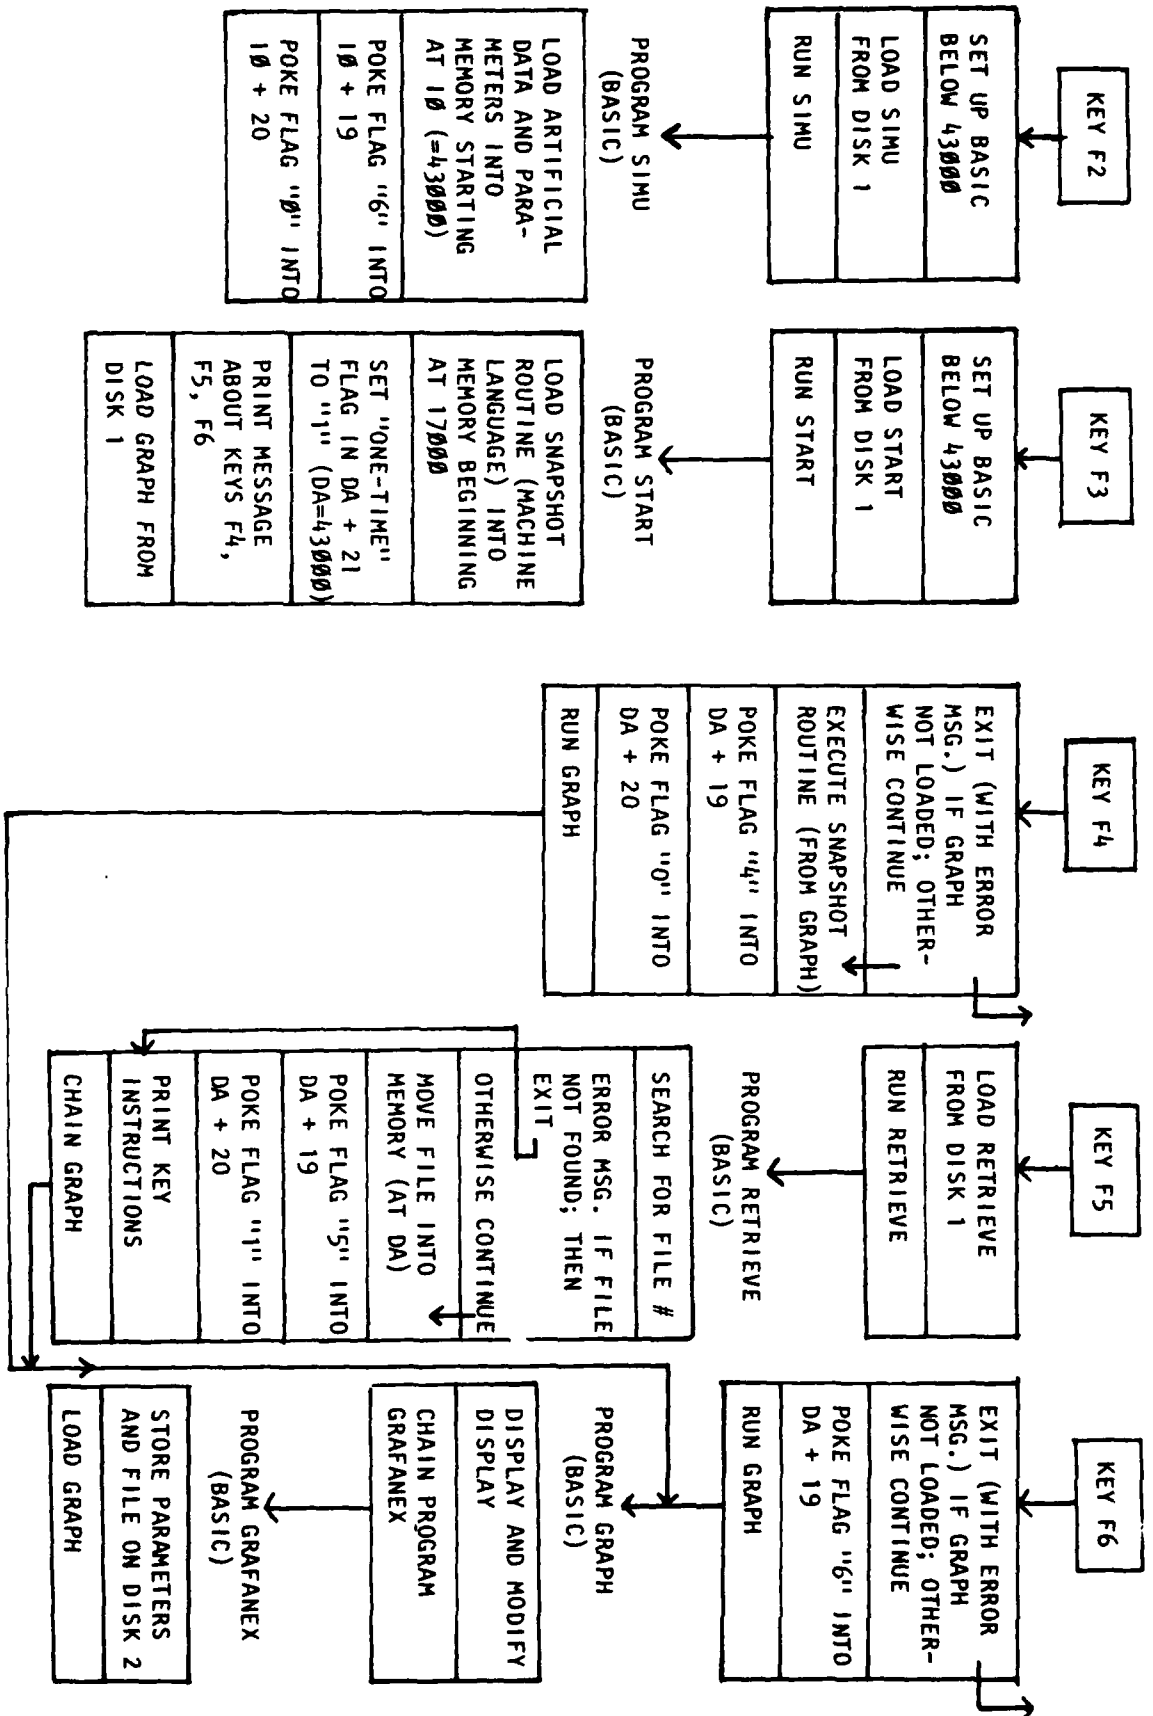 KEY F2
SET UP BASIC
BELOW 43ØØØ
LOAD SIMU
FROM DISK 1
RUN SIMU
PROGRAM SIMU
(BASIC)
LOAD ARTIFICIAL
DATA AND PARA-
METERS INTO
MEMORY STARTING
AT 1Ø (=43ØØØ)
POKE FLAG "6" INTO
1Ø + 19
POKE FLAG "Ø" INTO
1Ø + 20
KEY F3
SET UP BASIC
BELOW 43ØØØ
LOAD START
FROM DISK 1
RUN START
PROGRAM START
(BASIC)
LOAD SNAPSHOT
ROUTINE (MACHINE
LANGUAGE) INTO
MEMORY BEGINNING
AT 17ØØØ
SET "ONE-TIME"
FLAG IN DA + 21
TO "1" (DA=43ØØØ)
PRINT MESSAGE
ABOUT KEYS F4,
F5, F6
LOAD GRAPH FROM
DISK 1
KEY F4
EXIT (WITH ERROR
MSG.) IF GRAPH
NOT LOADED; OTHER-
WISE CONTINUE
EXECUTE SNAPSHOT
ROUTINE (FROM GRAPH)
POKE FLAG "4" INTO
DA + 19
POKE FLAG "0" INTO
DA + 20
RUN GRAPH
KEY F5
LOAD RETRIEVE
FROM DISK 1
RUN RETRIEVE
PROGRAM RETRIEVE
(BASIC)
SEARCH FOR FILE #
ERROR MSG. IF FILE
NOT FOUND; THEN
EXIT
OTHERWISE CONTINUE
MOVE FILE INTO
MEMORY (AT DA)
POKE FLAG "5" INTO
DA + 19
POKE FLAG "1" INTO
DA + 20
PRINT KEY
INSTRUCTIONS
CHAIN GRAPH
KEY F6
EXIT (WITH ERROR
MSG.) IF GRAPH
NOT LOADED; OTHER-
WISE CONTINUE
POKE FLAG "6" INTO
DA + 19
RUN GRAPH
PROGRAM GRAPH
(BASIC)
DISPLAY AND MODIFY
DISPLAY
CHAIN PROGRAM
GRAFANEX
PROGRAM GRAFANEX
(BASIC)
STORE PARAMETERS
AND FILE ON DISK 2
LOAD GRAPH